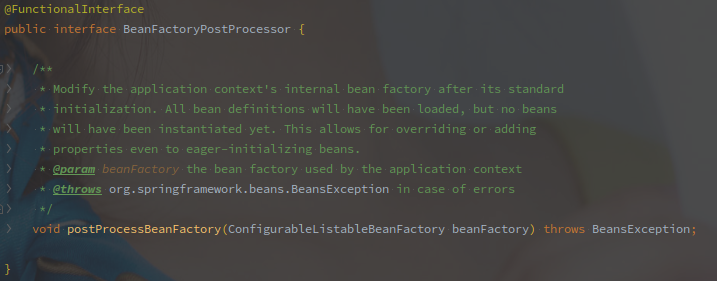 @FunctionalInterface
public interface BeanFactoryPostProcessor {
/**
* Modify the application context's internal bean factory after its standard
* initialization. All bean definitions will have been loaded, but no beans
* will have been instantiated yet. This allows for overriding or adding
* properties even to eager-initializing beans.
* @param beanFactory the bean factory used by the application context
* @throws org.springframework.beans.BeansException in case of errors
*/
void postProcessBeanFactory(ConfigurableListableBeanFactory beanFactory) throws BeansException;
}